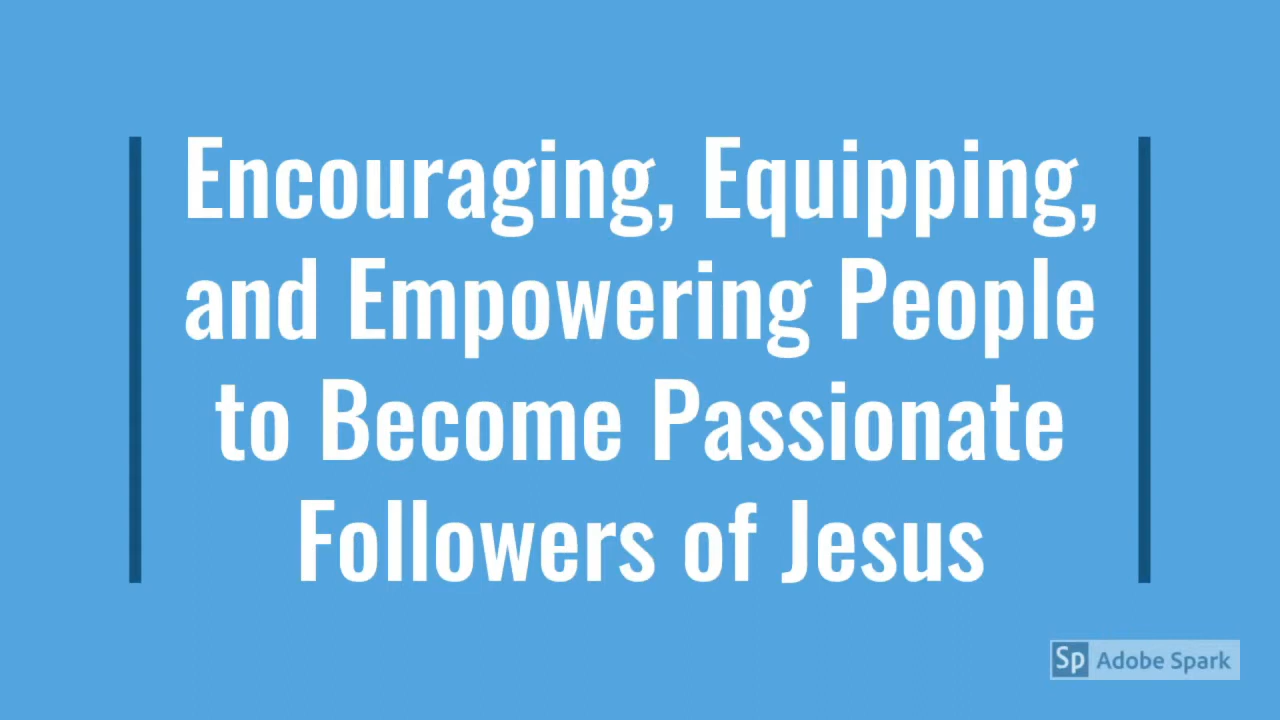 Encouraging, Equipping,
and Empowering People
to Become Passionate
Followers of Jesus
Sp Adobe Spark